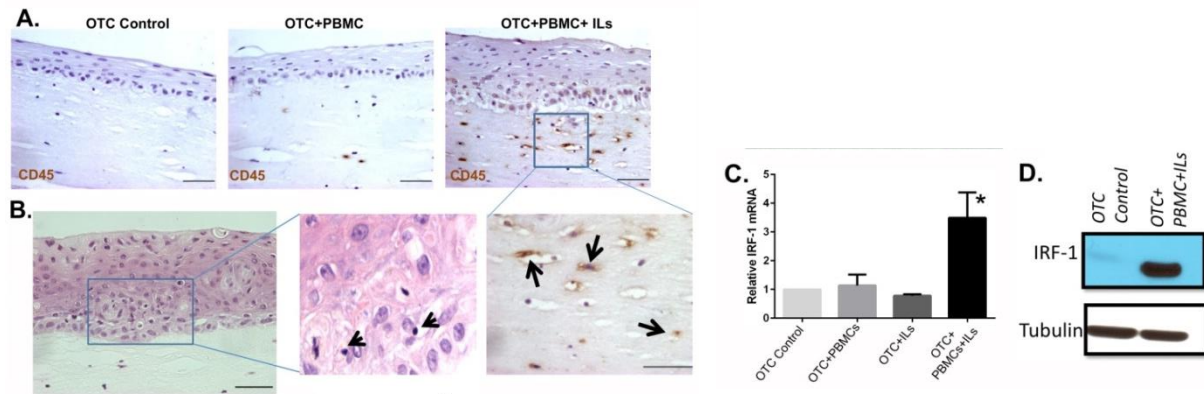 A.
OTC Control
OTC+PBMC
OTC+PBMC+ ILs
CD45
CD45
CD45
B.
C.
Relative IRF-1 mRNA
5
4
3
2
1
0
*
OTC Control
OTC+PBMCs
OTC+ILs
OTC+
PBMCs+ILs
D.
OTC
Control
OTC+
PBMC+ILs
IRF-1
Tubulin